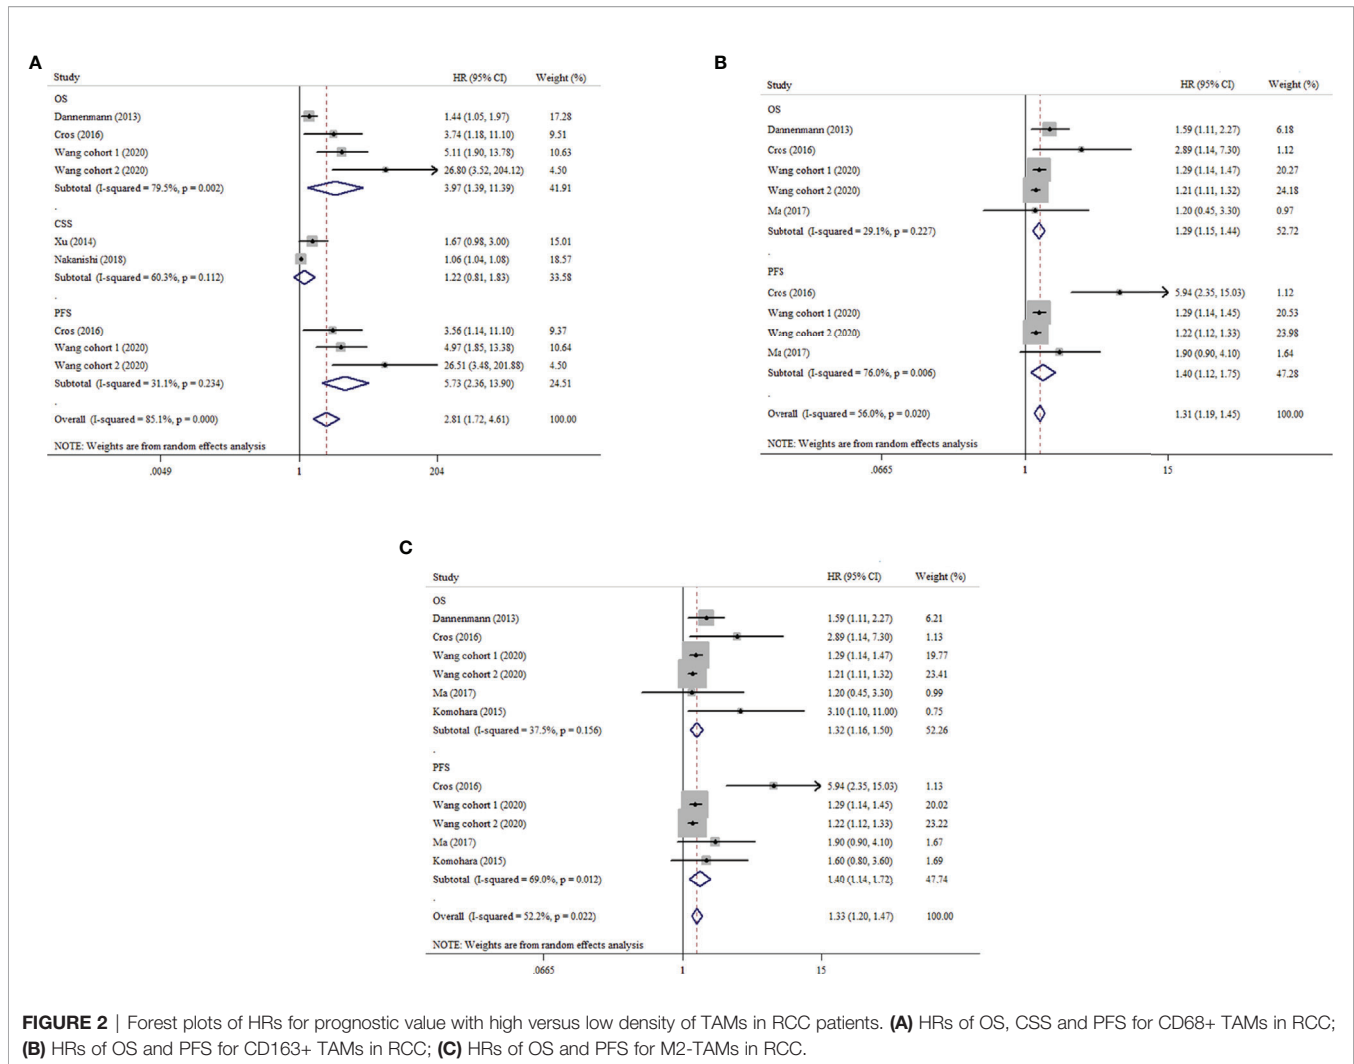 A
Study HR (95% CI) Weight (%)
OS
Dannenmann (2013) 1.44 (1.05, 1.97) 17.28
Cros (2016) 3.74 (1.18, 11.10) 9.51
Wang cohort 1 (2020) 5.11 (1.90, 13.78) 10.63
Wang cohort 2 (2020) 26.80 (3.52, 204.12) 4.50
Subtotal (I-squared = 79.5%, p = 0.002) 3.97 (1.39, 11.39) 41.91
.
CSS
Xu (2014) 1.67 (0.98, 3.00) 15.01
Nakanishi (2018) 1.06 (1.04, 1.08) 18.57
Subtotal (I-squared = 60.3%, p = 0.112) 1.22 (0.81, 1.83) 33.58
.
PFS
Cros (2016) 3.56 (1.14, 11.10) 9.37
Wang cohort 1 (2020) 4.97 (1.85, 13.38) 10.64
Wang cohort 2 (2020) 26.51 (3.48, 201.88) 4.50
Subtotal (I-squared = 31.1%, p = 0.234) 5.73 (2.36, 13.90) 24.51
.
Overall (I-squared = 85.1%, p = 0.000) 2.81 (1.72, 4.61) 100.00
NOTE: Weights are from random effects analysis
.0049 1 204
B
Study HR (95% CI) Weight (%)
OS
Dannenmann (2013) 1.59 (1.11, 2.27) 6.18
Cros (2016) 2.89 (1.14, 7.30) 1.12
Wang cohort 1 (2020) 1.29 (1.14, 1.47) 20.27
Wang cohort 2 (2020) 1.21 (1.11, 1.32) 24.18
Ma (2017) 1.20 (0.45, 3.30) 0.97
Subtotal (I-squared = 29.1%, p = 0.227) 1.29 (1.15, 1.44) 52.72
.
PFS
Cros (2016) 5.94 (2.35, 15.03) 1.12
Wang cohort 1 (2020) 1.29 (1.14, 1.45) 20.53
Wang cohort 2 (2020) 1.22 (1.12, 1.33) 23.98
Ma (2017) 1.90 (0.90, 4.10) 1.64
Subtotal (I-squared = 76.0%, p = 0.006) 1.40 (1.12, 1.75) 47.28
.
Overall (I-squared = 56.0%, p = 0.020) 1.31 (1.19, 1.45) 100.00
NOTE: Weights are from random effects analysis
.0665 1 15
C
Study HR (95% CI) Weight (%)
OS
Dannenmann (2013) 1.59 (1.11, 2.27) 6.21
Cros (2016) 2.89 (1.14, 7.30) 1.13
Wang cohort 1 (2020) 1.29 (1.14, 1.47) 19.77
Wang cohort 2 (2020) 1.21 (1.11, 1.32) 23.41
Ma (2017) 1.20 (0.45, 3.30) 0.99
Komohara (2015) 3.10 (1.10, 11.00) 0.75
Subtotal (I-squared = 37.5%, p = 0.156) 1.32 (1.16, 1.50) 52.26
.
PFS
Cros (2016) 5.94 (2.35, 15.03) 1.13
Wang cohort 1 (2020) 1.29 (1.14, 1.45) 20.02
Wang cohort 2 (2020) 1.22 (1.12, 1.33) 23.22
Ma (2017) 1.90 (0.90, 4.10) 1.67
Komohara (2015) 1.60 (0.80, 3.60) 1.69
Subtotal (I-squared = 69.0%, p = 0.012) 1.40 (1.14, 1.72) 47.74
.
Overall (I-squared = 52.2%, p = 0.022) 1.33 (1.20, 1.47) 100.00
NOTE: Weights are from random effects analysis
.0665 1 15
FIGURE 2 | Forest plots of HRs for prognostic value with high versus low density of TAMs in RCC patients. (A) HRs of OS, CSS and PFS for CD68+ TAMs in RCC;
(B) HRs of OS and PFS for CD163+ TAMs in RCC; (C) HRs of OS and PFS for M2-TAMs in RCC.